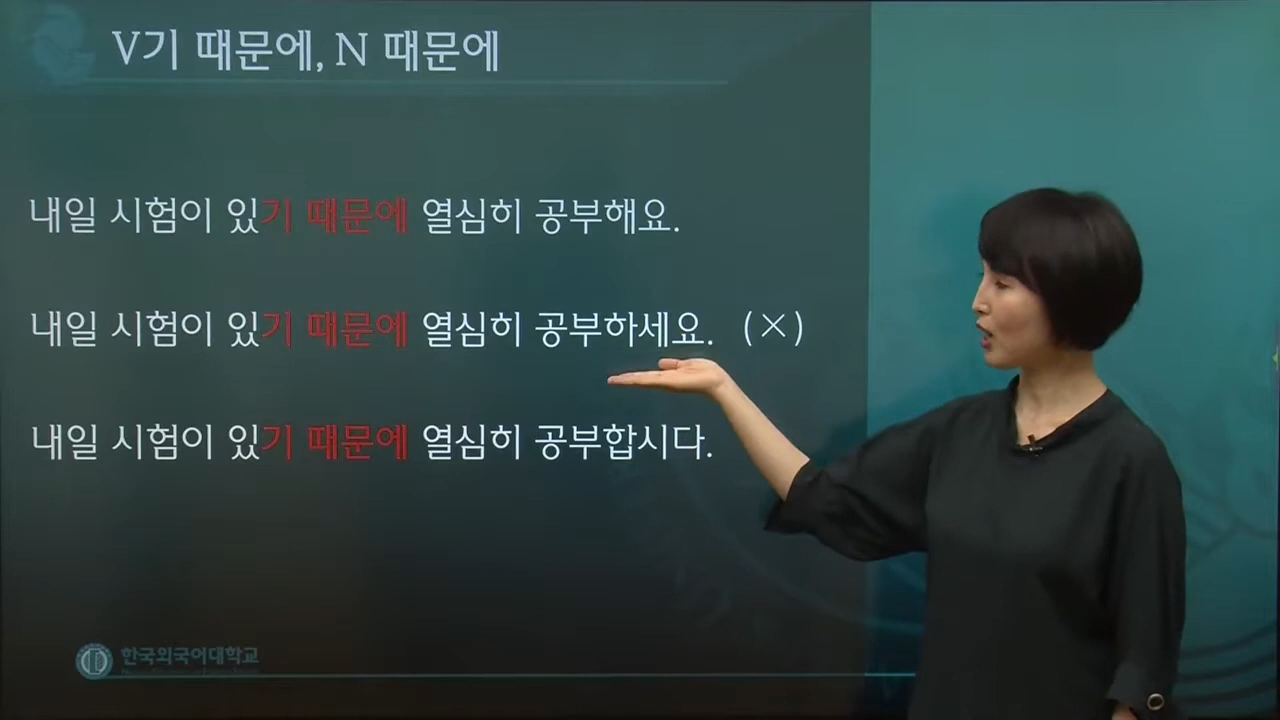 V기 때문에, N 때문에
내일 시험이 있기 때문에 열심히 공부해요.
내일 시험이 있기 때문에 열심히 공부하세요. (×)
내일 시험이 있기 때문에 열심히 공부합시다.
한국외국어대학교